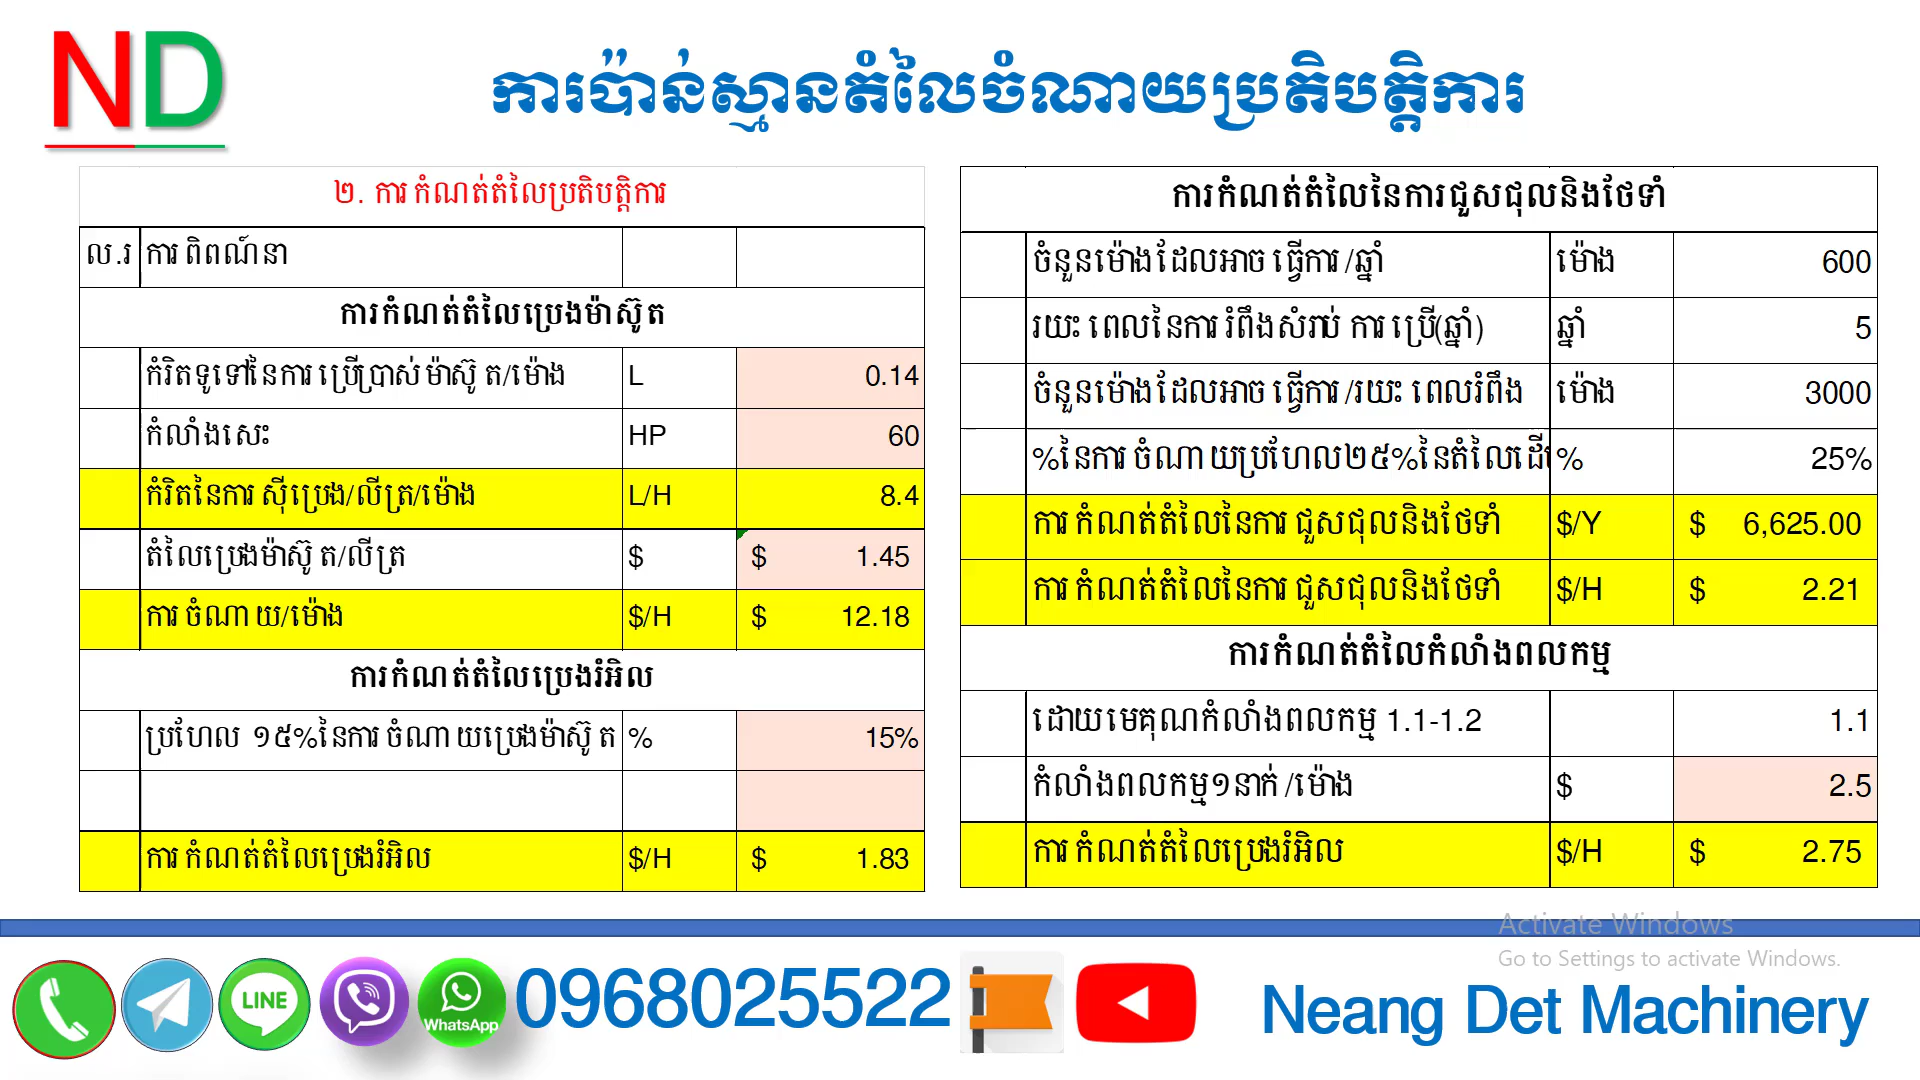 ND
ការប៉ាន់ស្មានតំលៃចំណាយប្រតិបត្តិការ
២. ការកំណត់តំលៃប្រតិបត្តិការ
ល.រ ការពិពណ៌នា
ការកំណត់តំលៃប្រេងម៉ាស៊ូត
កំរិតទូទៅនៃការប្រើប្រាស់ម៉ាស៊ូត/ម៉ោង L 0.14
កំលាំងសេះ HP 60
កំរិតនៃការស៊ីប្រេង/លីត្រ/ម៉ោង L/H 8.4
តំលៃប្រេងម៉ាស៊ូត/លីត្រ $ $ 1.45
ការចំណាយ/ម៉ោង $/H $ 12.18
ការកំណត់តំលៃប្រេងរំអិល
ប្រហែល ១៥%នៃការចំណាយប្រេងម៉ាស៊ូត % 15%
ការកំណត់តំលៃប្រេងរំអិល $/H $ 1.83
ការកំណត់តំលៃនៃការជួសជុលនិងថែទាំ
ចំនួនម៉ោងដែលអាចធ្វើការ/ឆ្នាំ ម៉ោង 600
រយះពេលនៃការរំពឹងសំរាប់ការប្រើ(ឆ្នាំ) ឆ្នាំ 5
ចំនួនម៉ោងដែលអាចធ្វើការ/រយះពេលរំពឹង ម៉ោង 3000
%នៃការចំណាយប្រហែល២៥%នៃតំលៃដើម % 25%
ការកំណត់តំលៃនៃការជួសជុលនិងថែទាំ $/Y $ 6,625.00
ការកំណត់តំលៃនៃការជួសជុលនិងថែទាំ $/H $ 2.21
ការកំណត់តំលៃកំលាំងពលកម្ម
ដោយមេគុណកំលាំងពលកម្ម 1.1-1.2 1.1
កំលាំងពលកម្ម១នាក់/ម៉ោង $ 2.5
ការកំណត់តំលៃប្រេងរំអិល $/H $ 2.75
Activate Windows
Go to Settings to activate Windows.
LINE
WhatsApp
0968025522
Neang Det Machinery